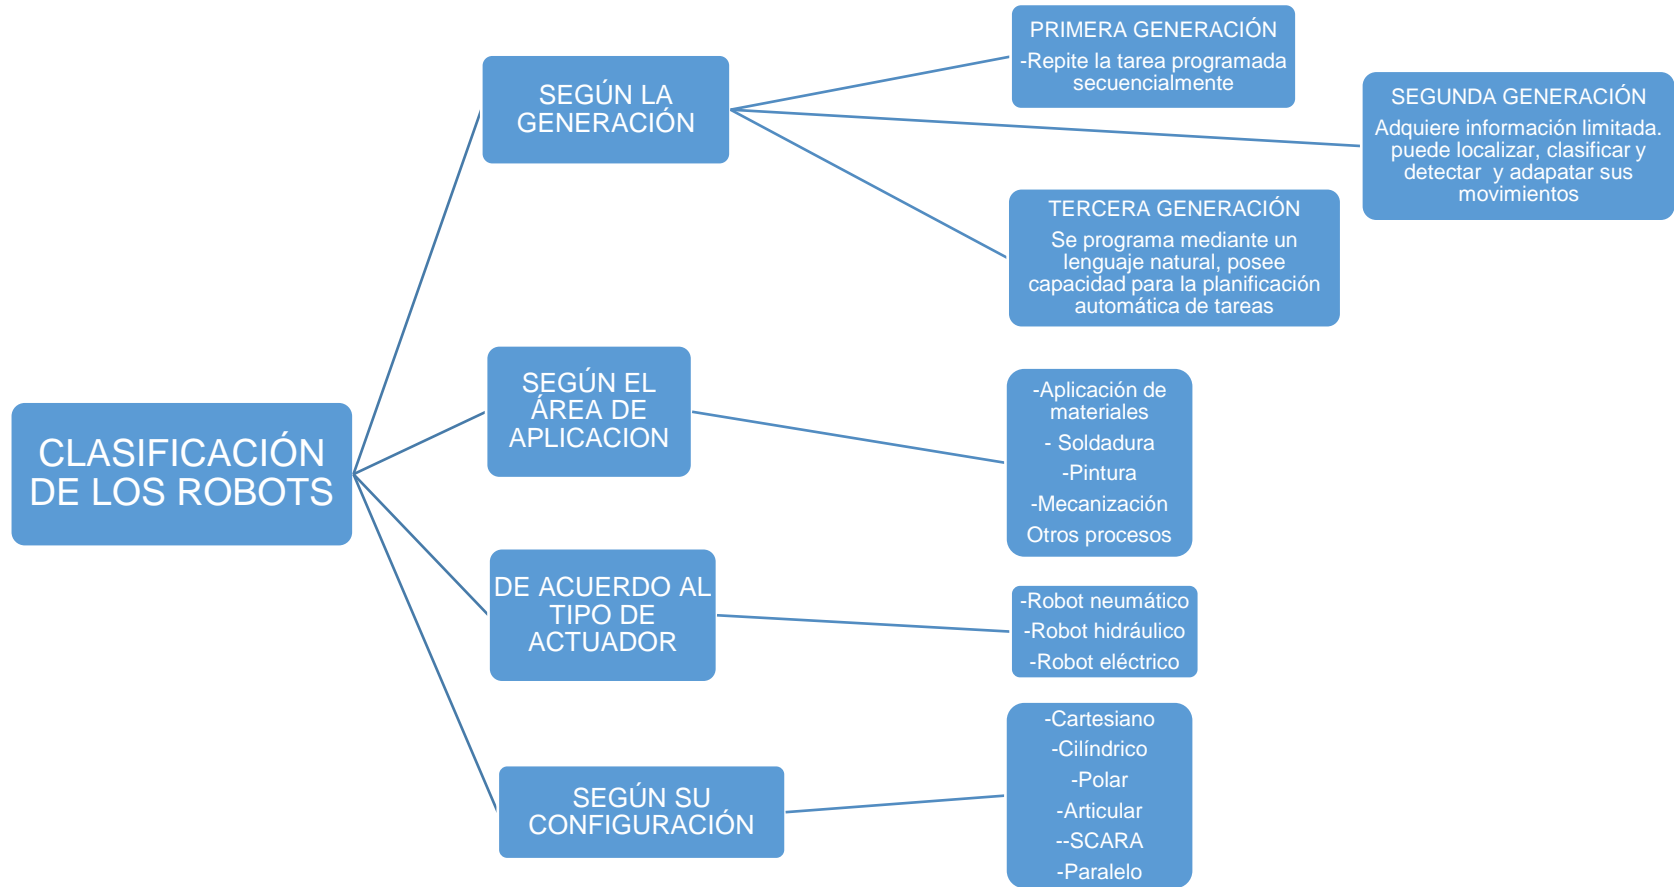 CLASIFICACIÓN
DE LOS ROBOTS
SEGÚN LA
GENERACIÓN
PRIMERA GENERACIÓN
-Repite la tarea programada
secuencialmente
SEGUNDA GENERACIÓN
Adquiere información limitada.
puede localizar, clasificar y
detectar y adapatar sus
movimientos
TERCERA GENERACIÓN
Se programa mediante un
lenguaje natural, posee
capacidad para la planificación
automática de tareas
SEGÚN EL
ÁREA DE
APLICACION
-Aplicación de
materiales
- Soldadura
-Pintura
-Mecanización
Otros procesos
DE ACUERDO AL
TIPO DE
ACTUADOR
-Robot neumático
-Robot hidráulico
-Robot eléctrico
SEGÚN SU
CONFIGURACIÓN
-Cartesiano
-Cilíndrico
-Polar
-Articular
--SCARA
-Paralelo